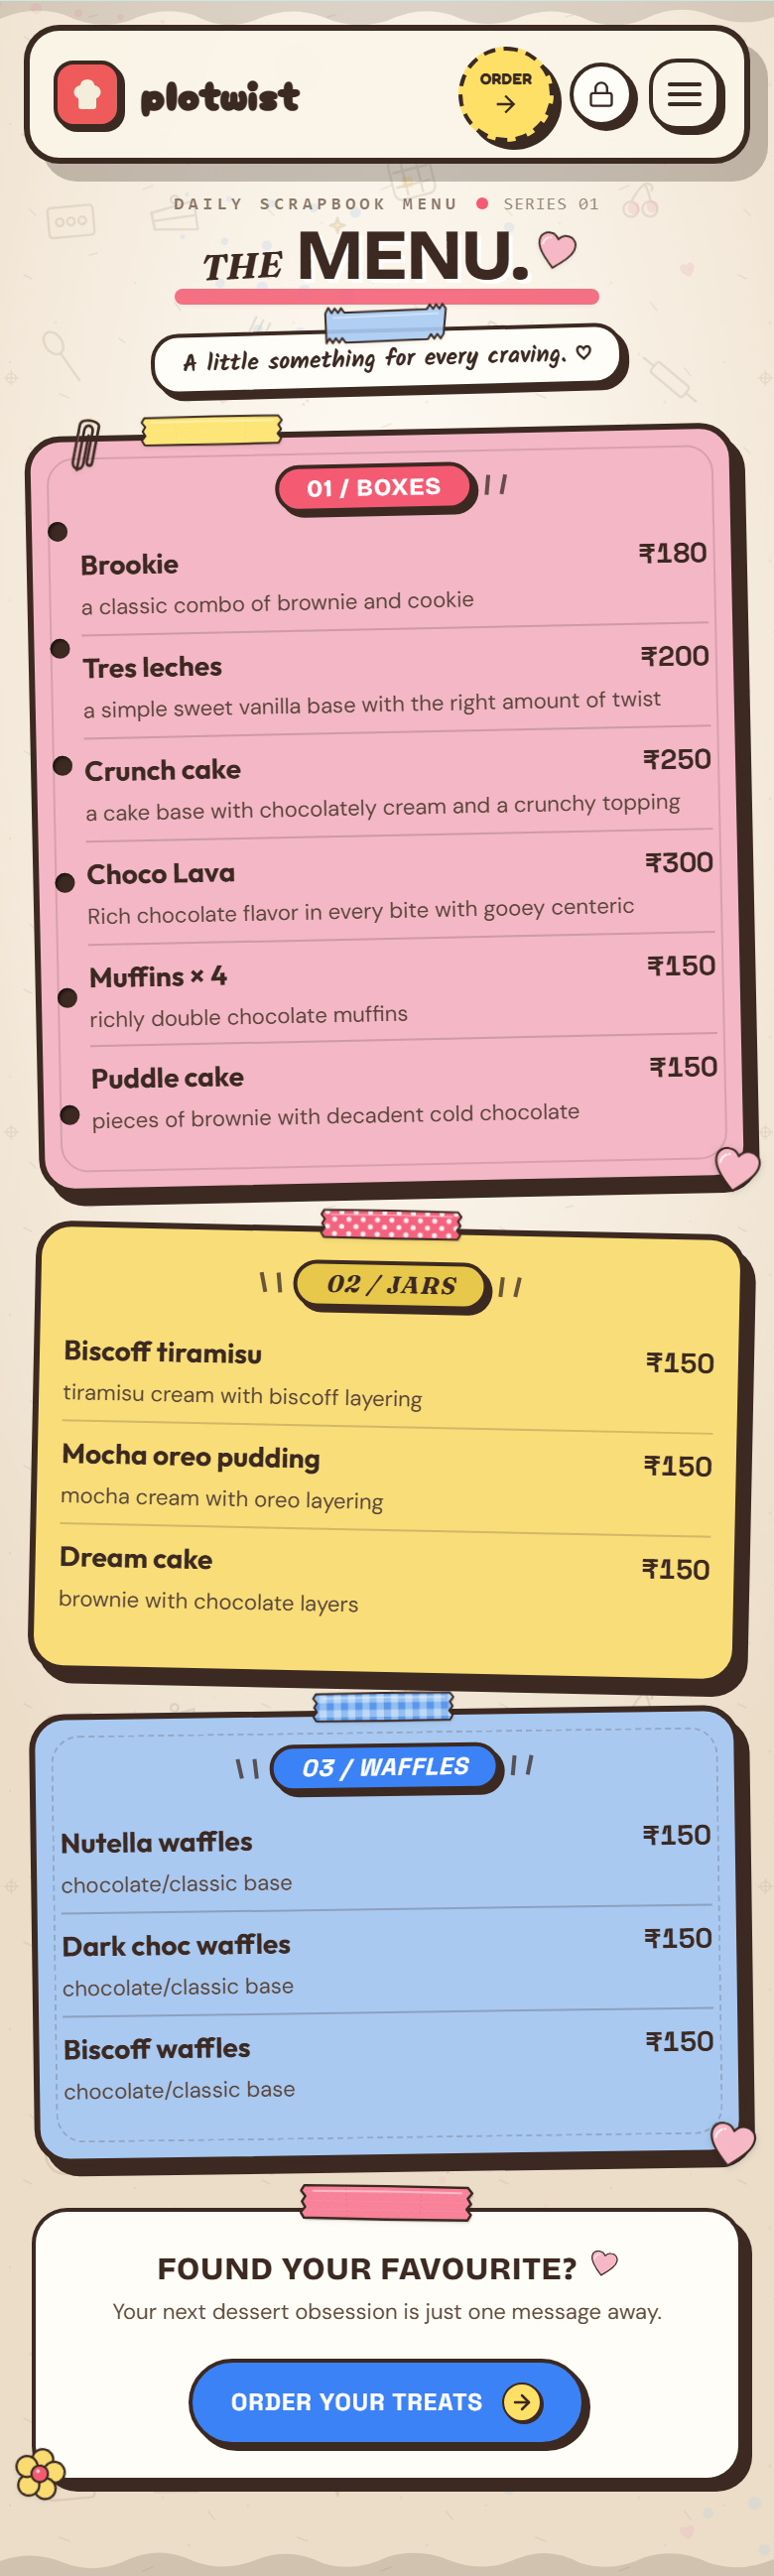 plotwist
ORDER
DAILY SCRAPBOOK MENU ● SERIES 01
THE MENU.
A little something for every craving. ♡
01 / BOXES
Brookie ₹180
a classic combo of brownie and cookie
Tres leches ₹200
a simple sweet vanilla base with the right amount of twist
Crunch cake ₹250
a cake base with chocolately cream and a crunchy topping
Choco Lava ₹300
Rich chocolate flavor in every bite with gooey centeric
Muffins × 4 ₹150
richly double chocolate muffins
Puddle cake ₹150
pieces of brownie with decadent cold chocolate
02 / JARS
Biscoff tiramisu ₹150
tiramisu cream with biscoff layering
Mocha oreo pudding ₹150
mocha cream with oreo layering
Dream cake ₹150
brownie with chocolate layers
03 / WAFFLES
Nutella waffles ₹150
chocolate/classic base
Dark choc waffles ₹150
chocolate/classic base
Biscoff waffles ₹150
chocolate/classic base
FOUND YOUR FAVOURITE?
Your next dessert obsession is just one message away.
ORDER YOUR TREATS